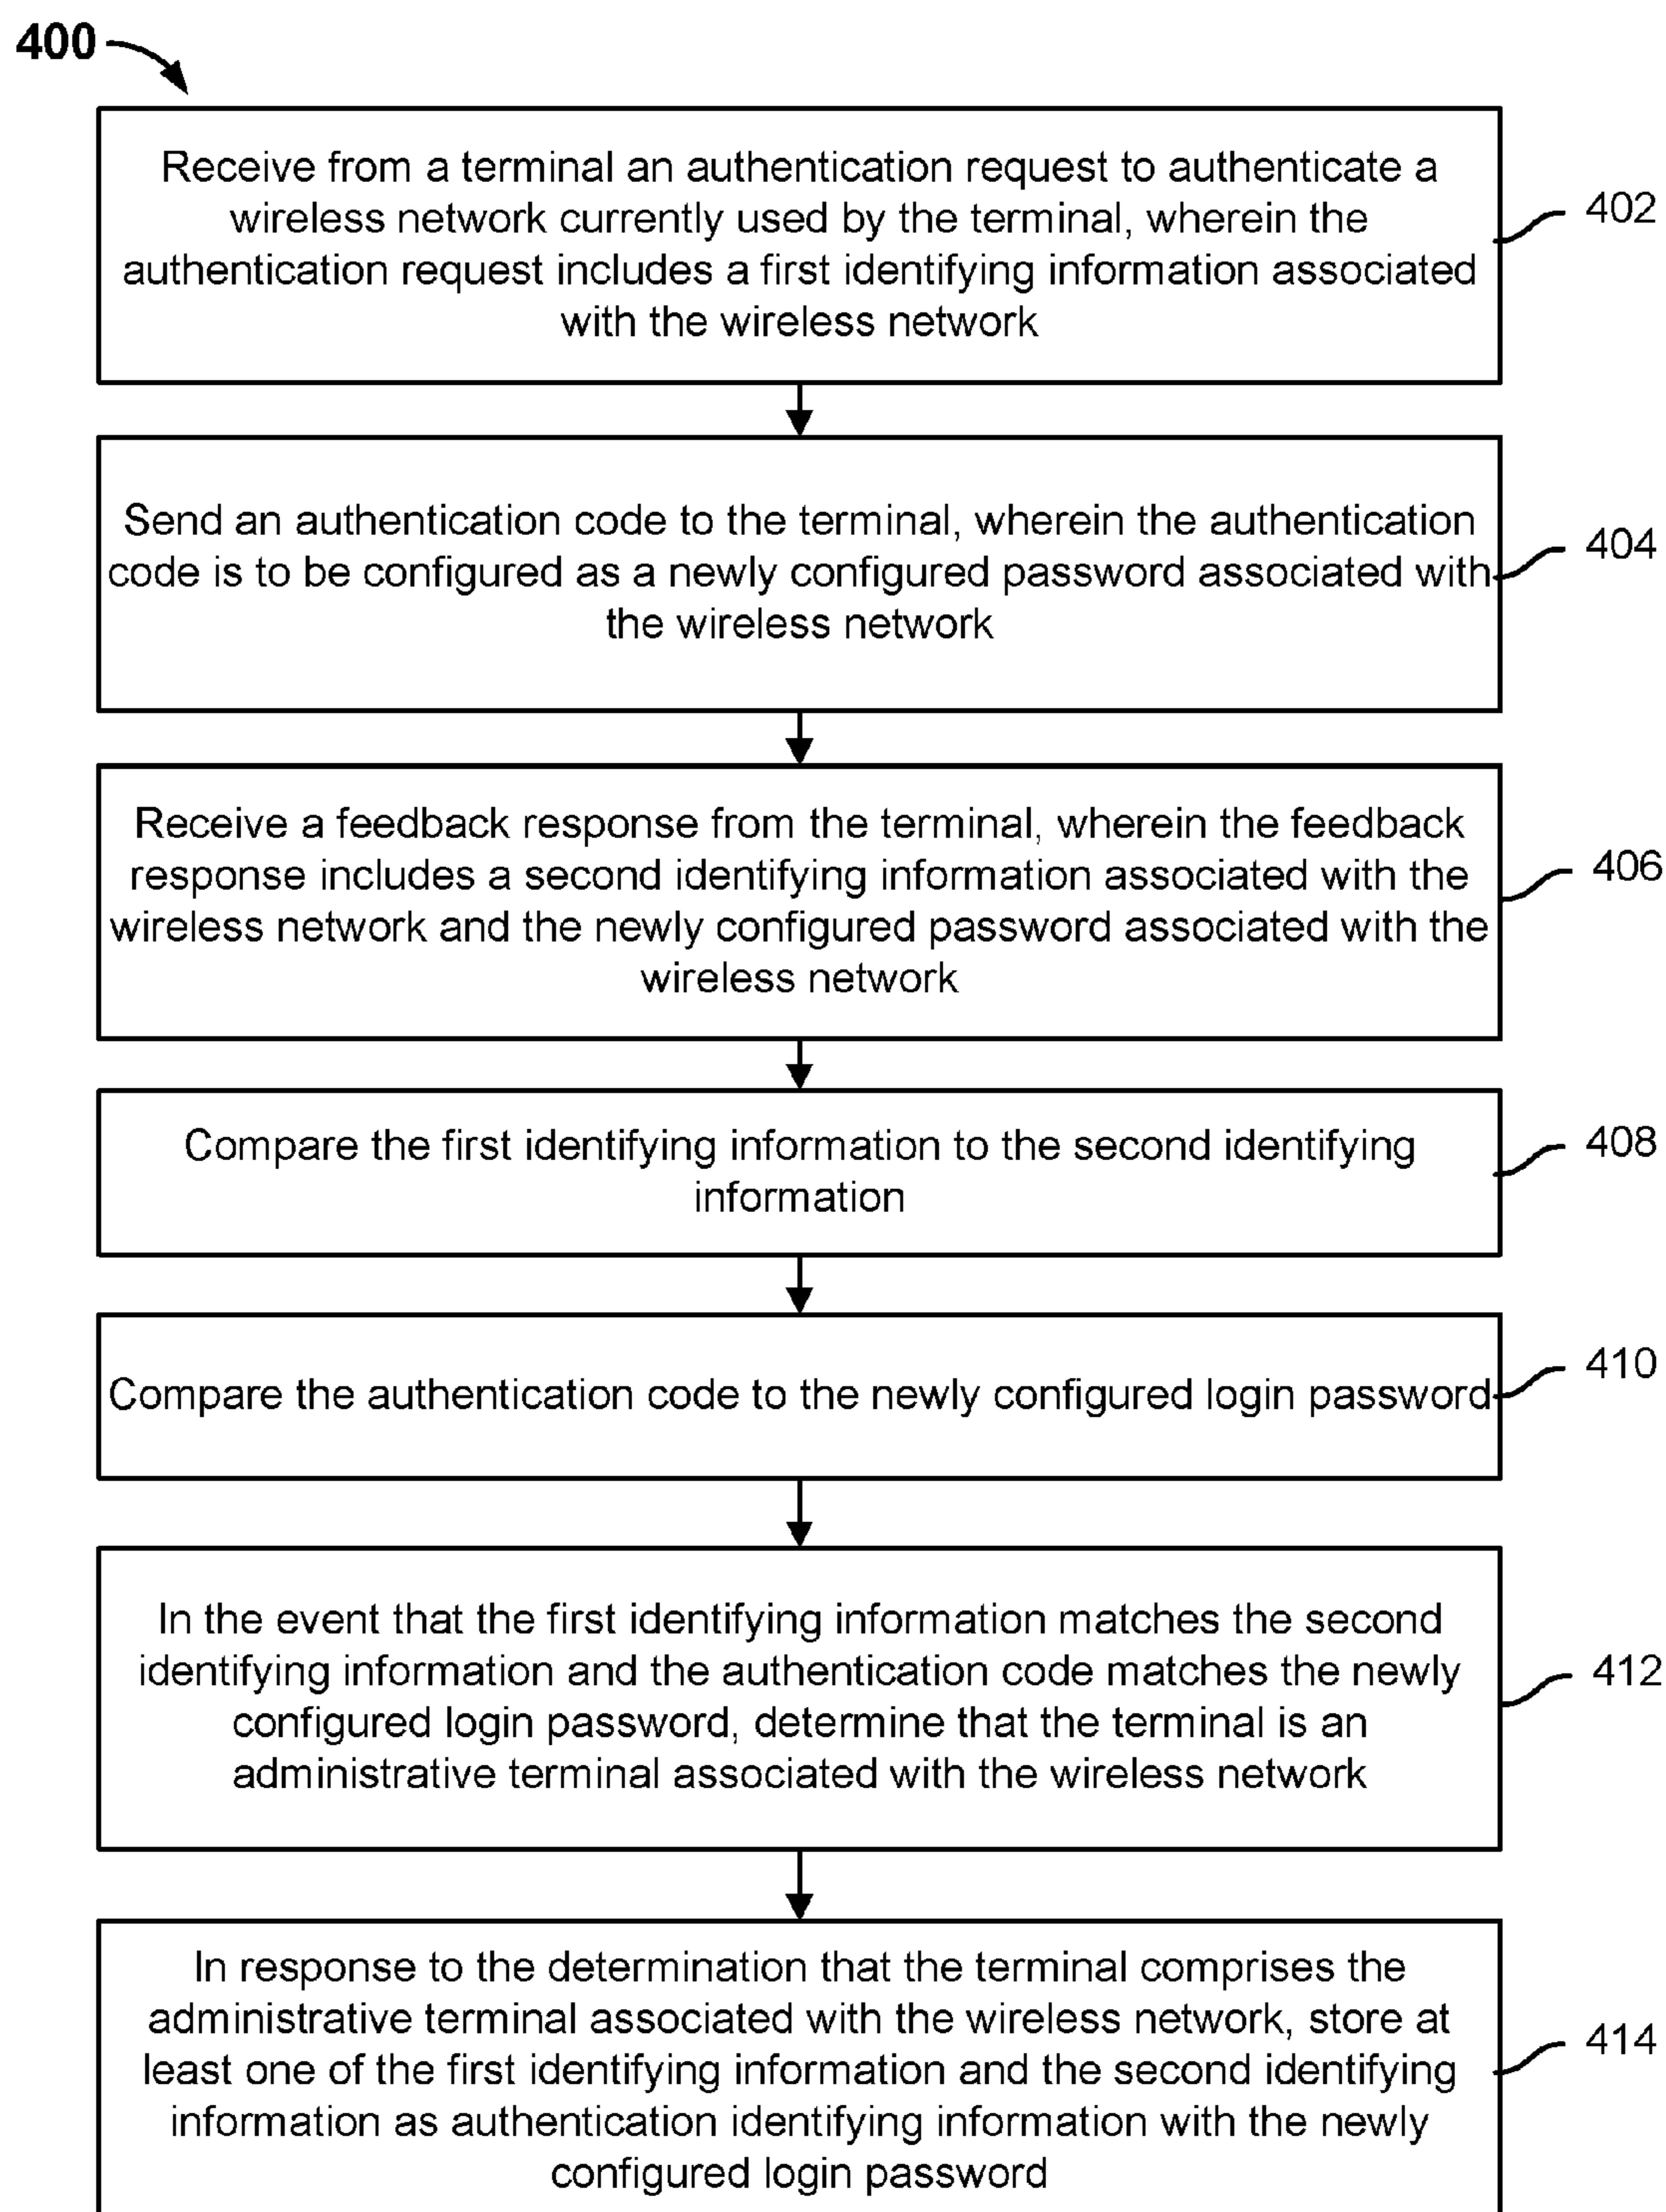 400
Receive from a terminal an authentication request to authenticate a
wireless network currently used by the terminal, wherein the
authentication request includes a first identifying information associated
with the wireless network
402
Send an authentication code to the terminal, wherein the authentication
code is to be configured as a newly configured password associated with
the wireless network
404
Receive a feedback response from the terminal, wherein the feedback
response includes a second identifying information associated with the
wireless network and the newly configured password associated with the
wireless network
406
Compare the first identifying information to the second identifying
information
408
Compare the authentication code to the newly configured login password
410
In the event that the first identifying information matches the second
identifying information and the authentication code matches the newly
configured login password, determine that the terminal is an
administrative terminal associated with the wireless network
412
In response to the determination that the terminal comprises the
administrative terminal associated with the wireless network, store at
least one of the first identifying information and the second identifying
information as authentication identifying information with the newly
configured login password
414